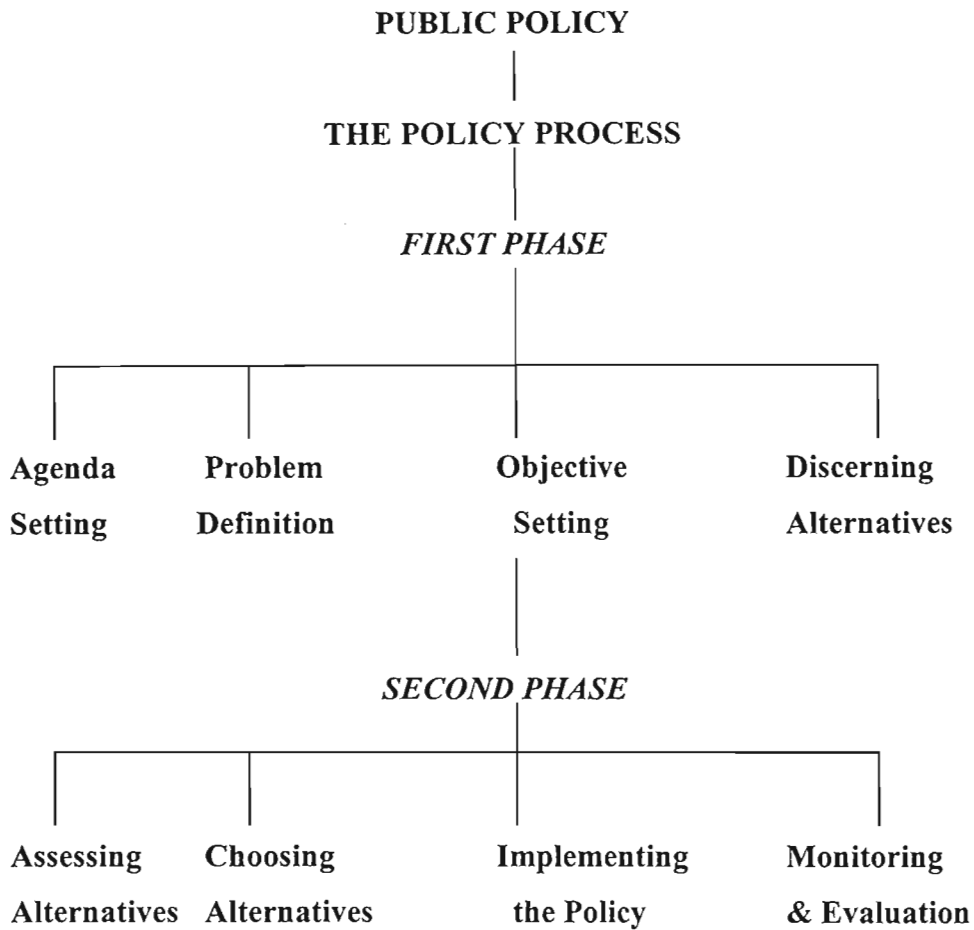 PUBLIC POLICY
THE POLICY PROCESS
FIRST PHASE
Agenda Problem Objective Discerning
Setting Definition Setting Alternatives
SECOND PHASE
Assessing Choosing Implementing Monitoring
Alternatives Alternatives the Policy & Evaluation